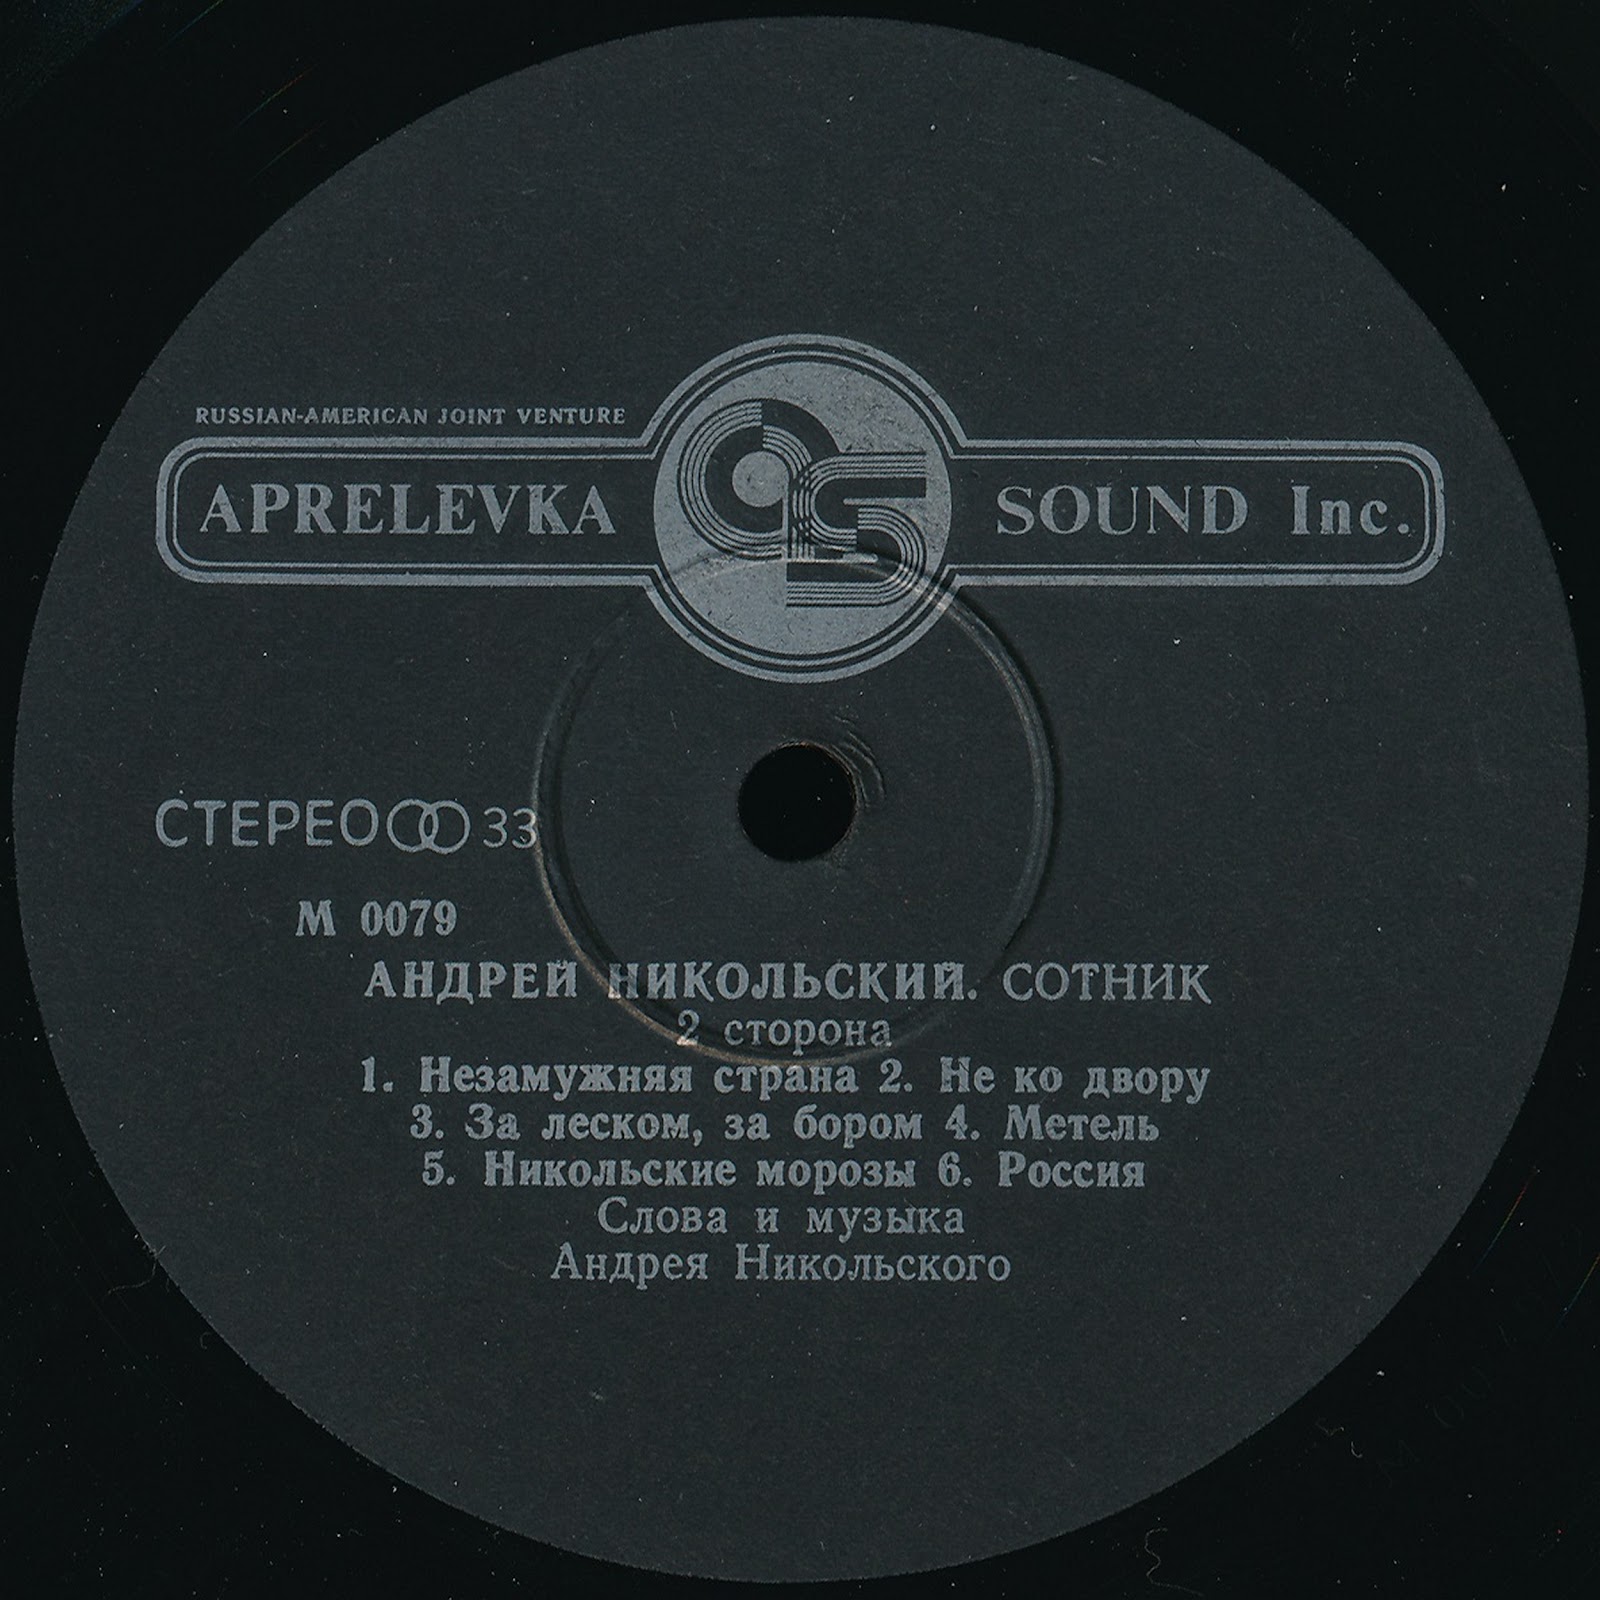 RUSSIAN-AMERICAN JOINT VENTURE
APRELEVKA SOUND Inc.
СТЕРЕО 33
М 0079
АНДРЕЙ НИКОЛЬСКИЙ. СОТНИК
2 сторона
1. Незамужняя страна 2. Не ко двору
3. За леском, за бором 4. Метель
5. Никольские морозы 6. Россия
Слова и музыка
Андрея Никольского